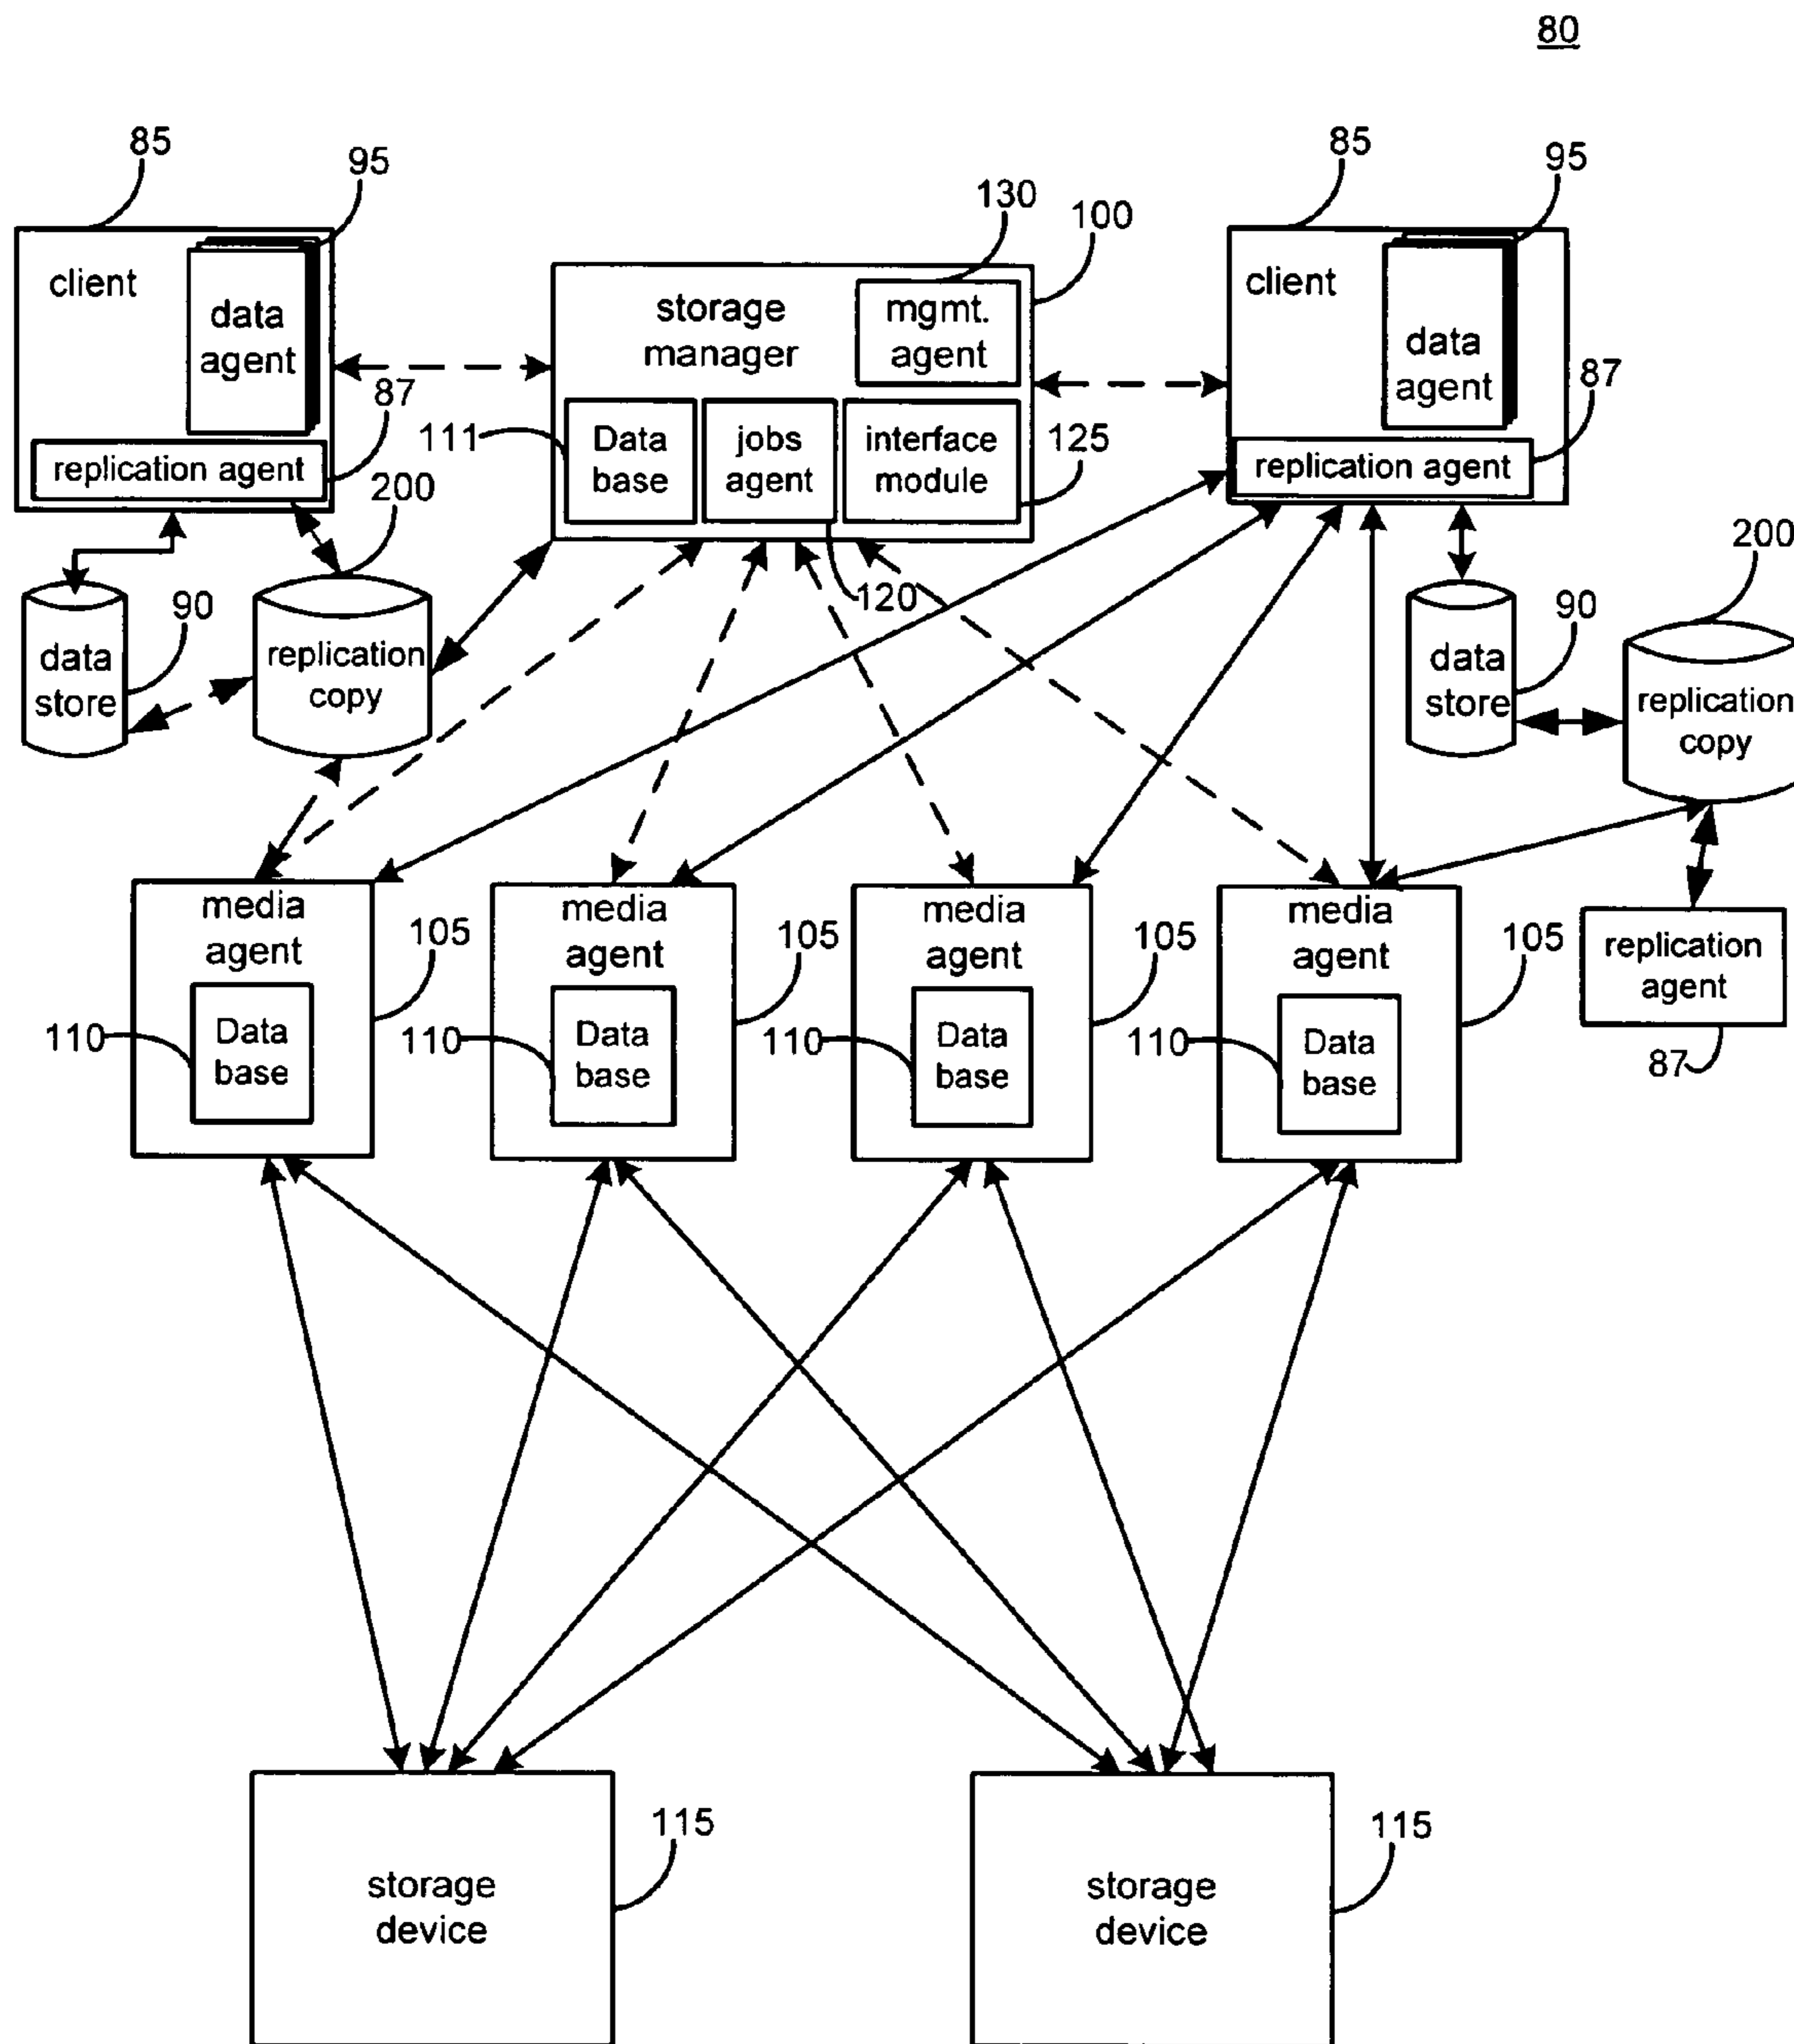 80
85
95
130
100
85
95
client
data
agent
storage
manager
mgmt.
agent
client
data
agent
87
87
111
Data
base
jobs
agent
interface
module
125
replication agent
200
replication agent
120
200
data
store
90
replication
copy
data
store
90
replication
copy
media
agent
105
media
agent
105
media
agent
105
media
agent
105
replication
agent
110
Data
base
110
Data
base
110
Data
base
110
Data
base
87
storage
device
115
storage
device
115